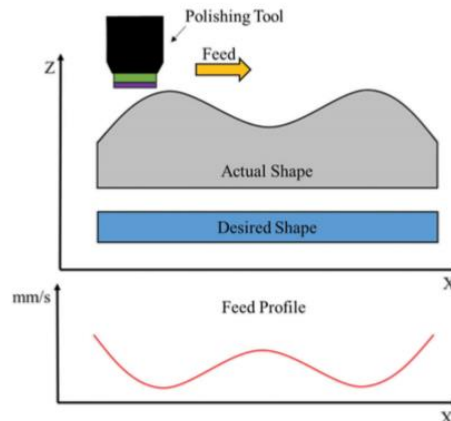 Polishing Tool
Feed
Z
Actual Shape
Desired Shape
X
mm/s
Feed Profile
X